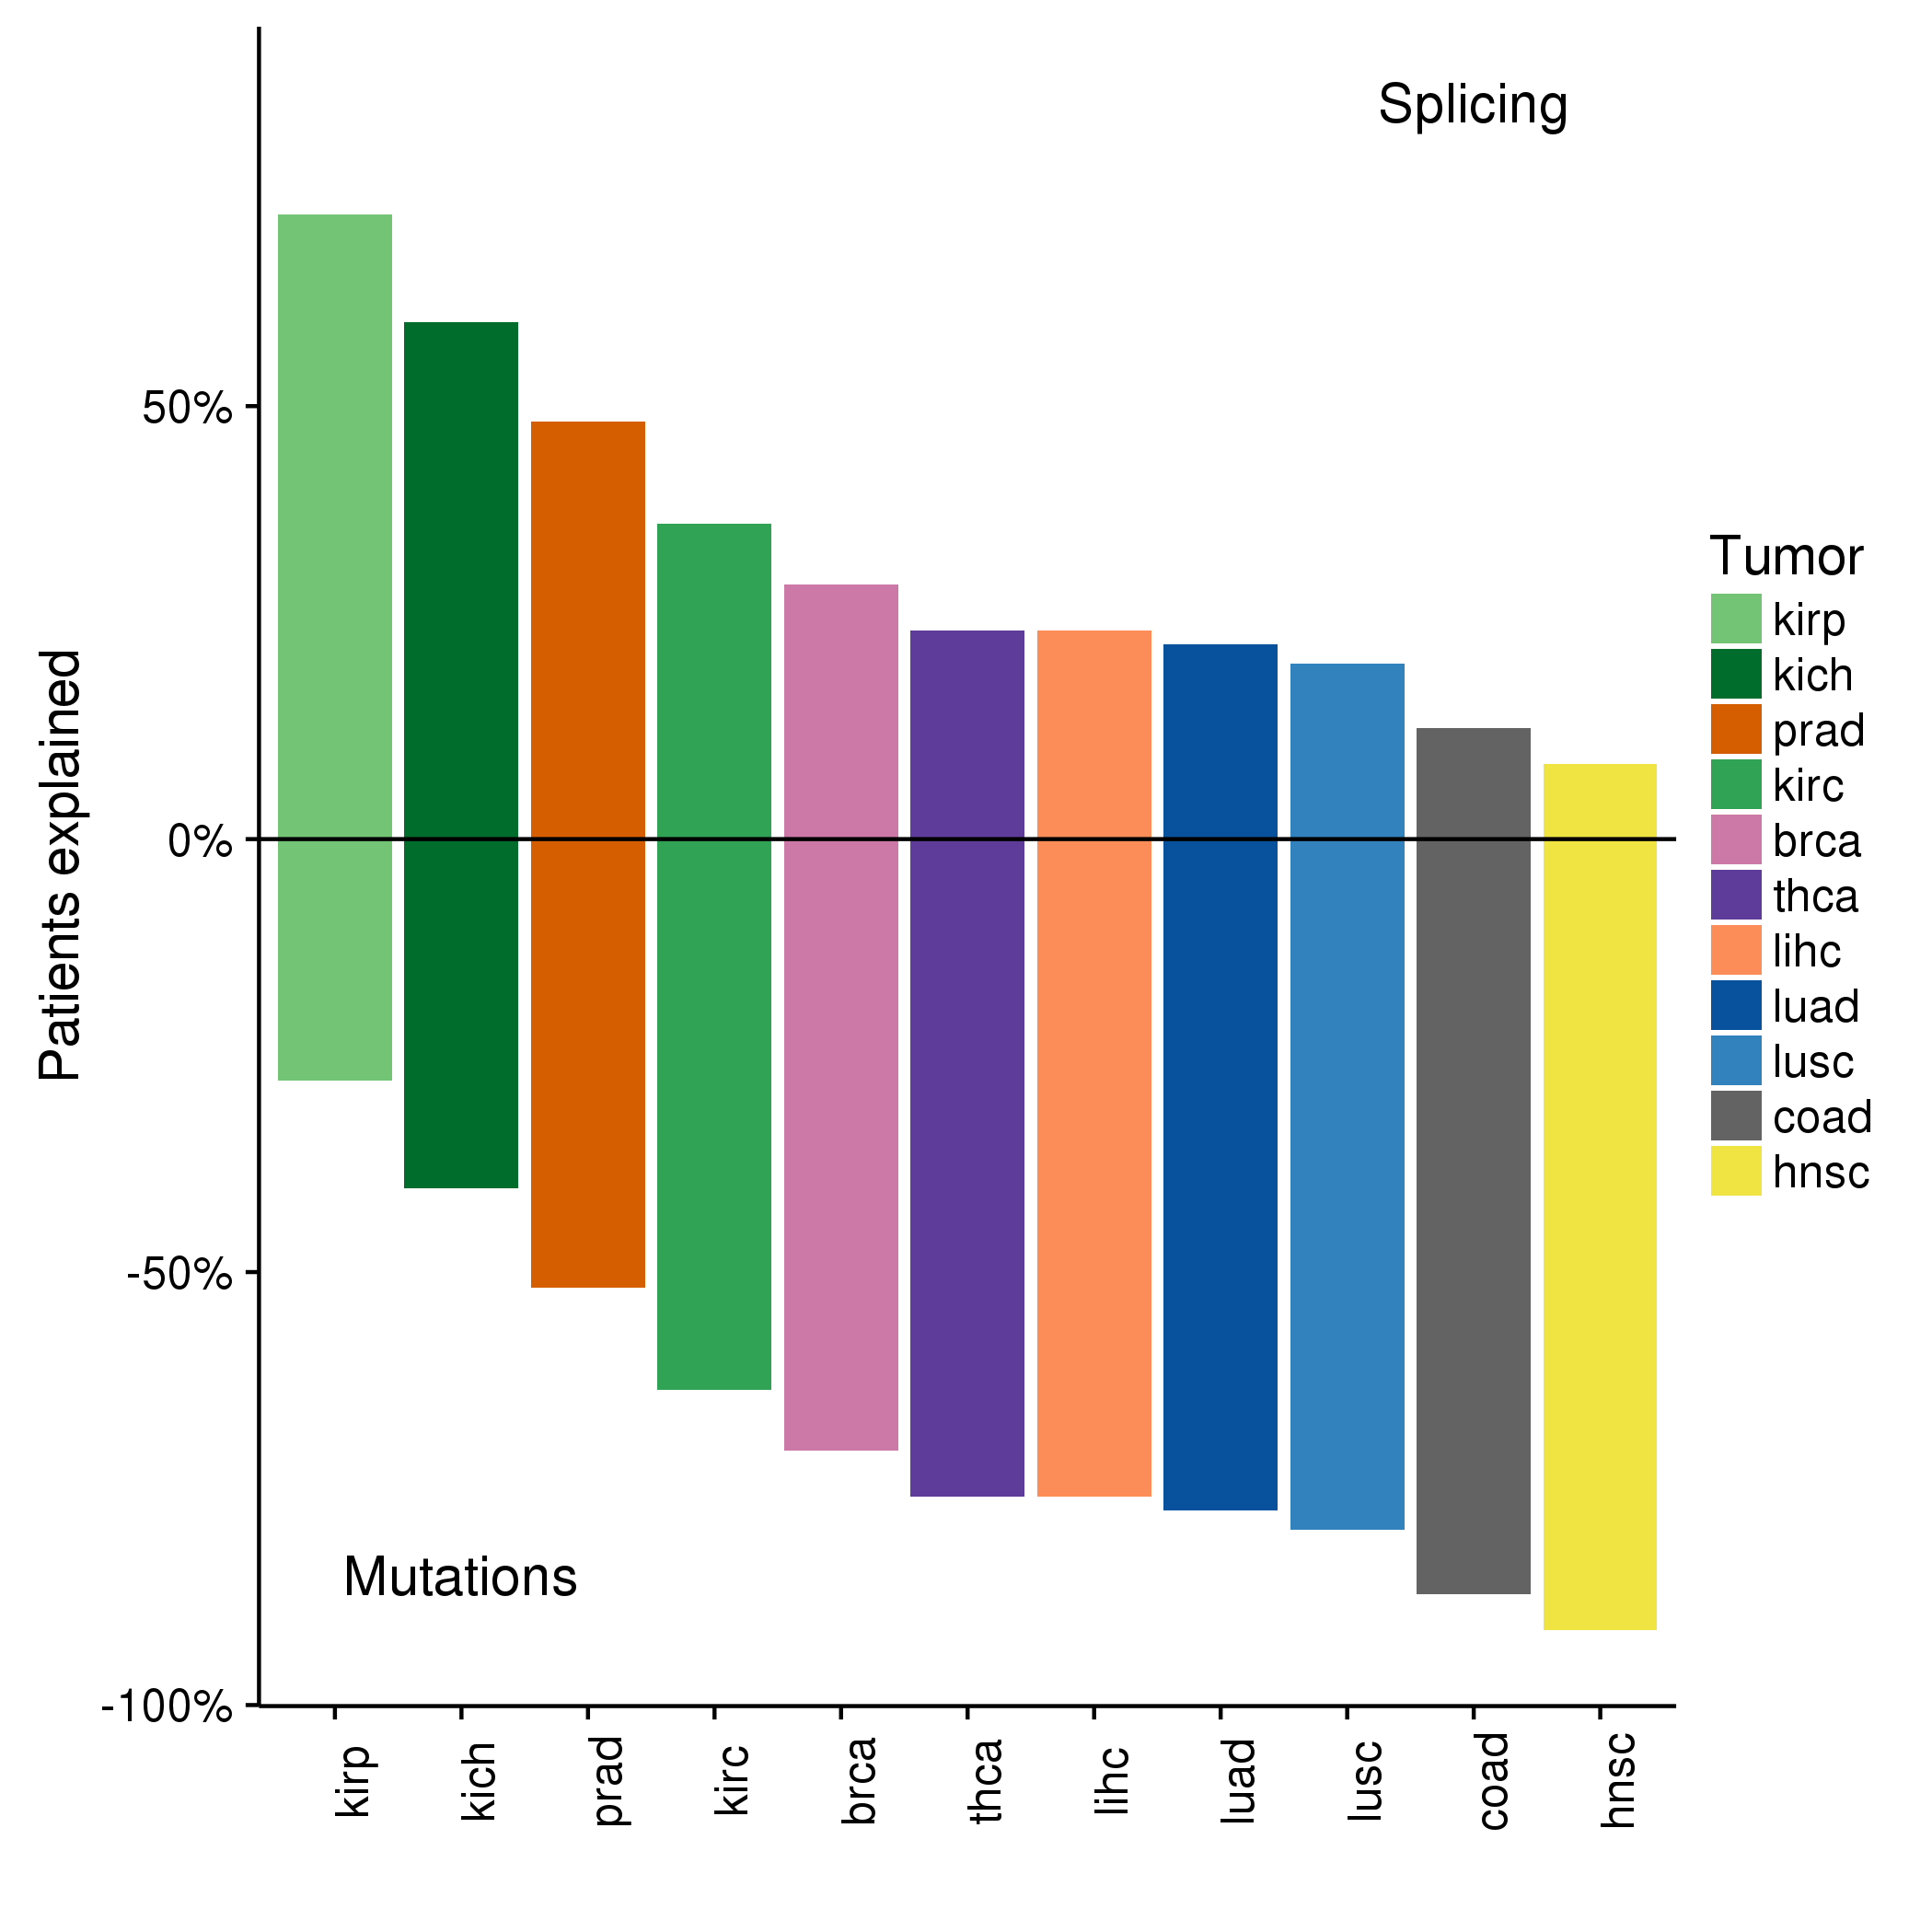 Splicing
Patients explained
50%
0%
-50%
-100%
Mutations
kirp
kich
prad
kirc
brca
thca
lihc
luad
lusc
coad
hnsc
Tumor
kirp
kich
prad
kirc
brca
thca
lihc
luad
lusc
coad
hnsc